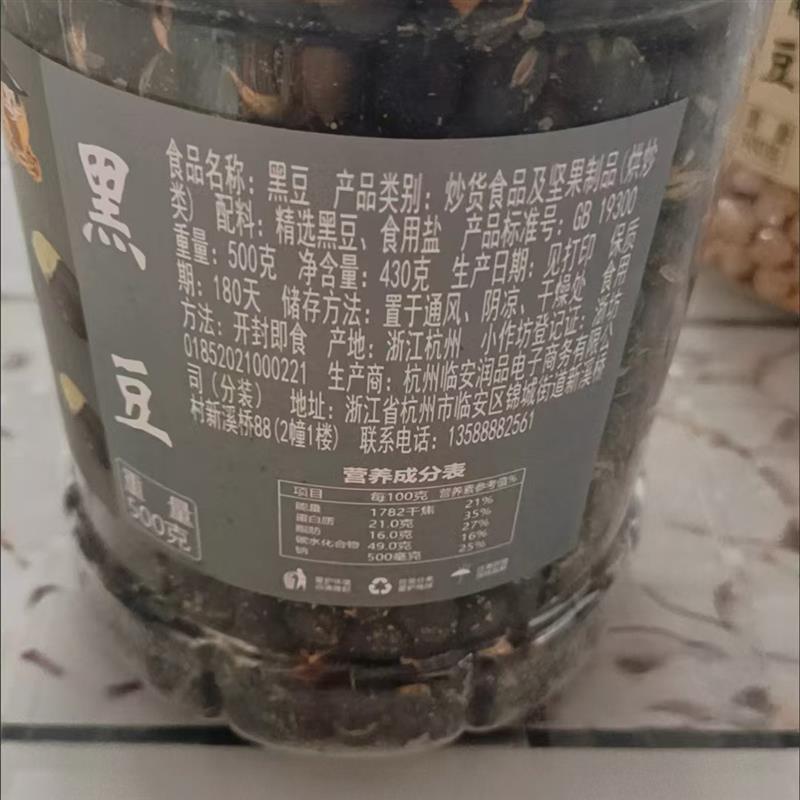 黑豆
食品名称：黑豆 产品类别：炒货食品及坚果制品（烘炒
类） 配料：精选黑豆、食用盐 产品标准号：GB 19300
重量：500克 净含量：430克 生产日期：见打印 保质
期：180天 储存方法：置于通风、阴凉、干燥处 食用
方法：开封即食 产地：浙江杭州 小作坊登记证：浙坊
01852021000221 生产商：杭州临安润品电子商务有限公
司（分装） 地址：浙江省杭州市临安区锦城街道新溪桥
村新溪桥88(2幢1楼) 联系电话：13588882561
重量
500克
营养成分表
项目 每100克 营养素参考值%
能量 1782千焦 21%
蛋白质 21.0克 35%
脂肪 16.0克 27%
碳水化合物 49.0克 16%
钠 500毫克 25%
豆